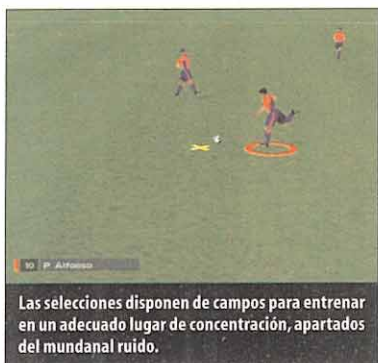 10 P. Alfonso
Las selecciones disponen de campos para entrenar
en un adecuado lugar de concentración, apartados
del mundanal ruido.